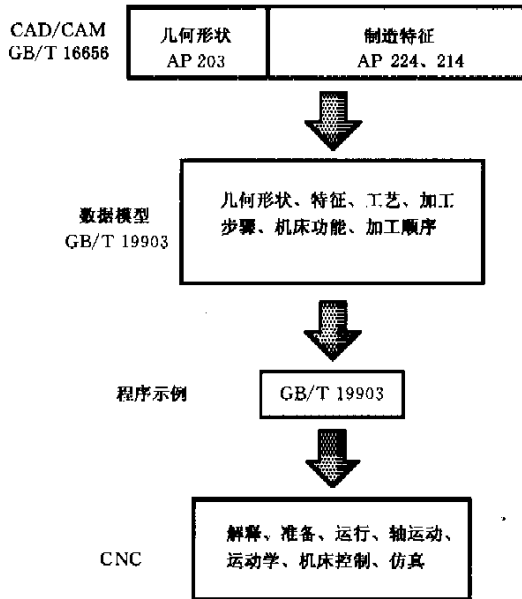 CAD/CAM
GB/T 16656
几何形状
AP 203
制造特征
AP 224、214
数据模型
GB/T 19903
几何形状、特征、工艺、加工
步骤、机床功能、加工顺序
程序示例
GB/T 19903
CNC
解释、准备、运行、轴运动、
运动学、机床控制、仿真